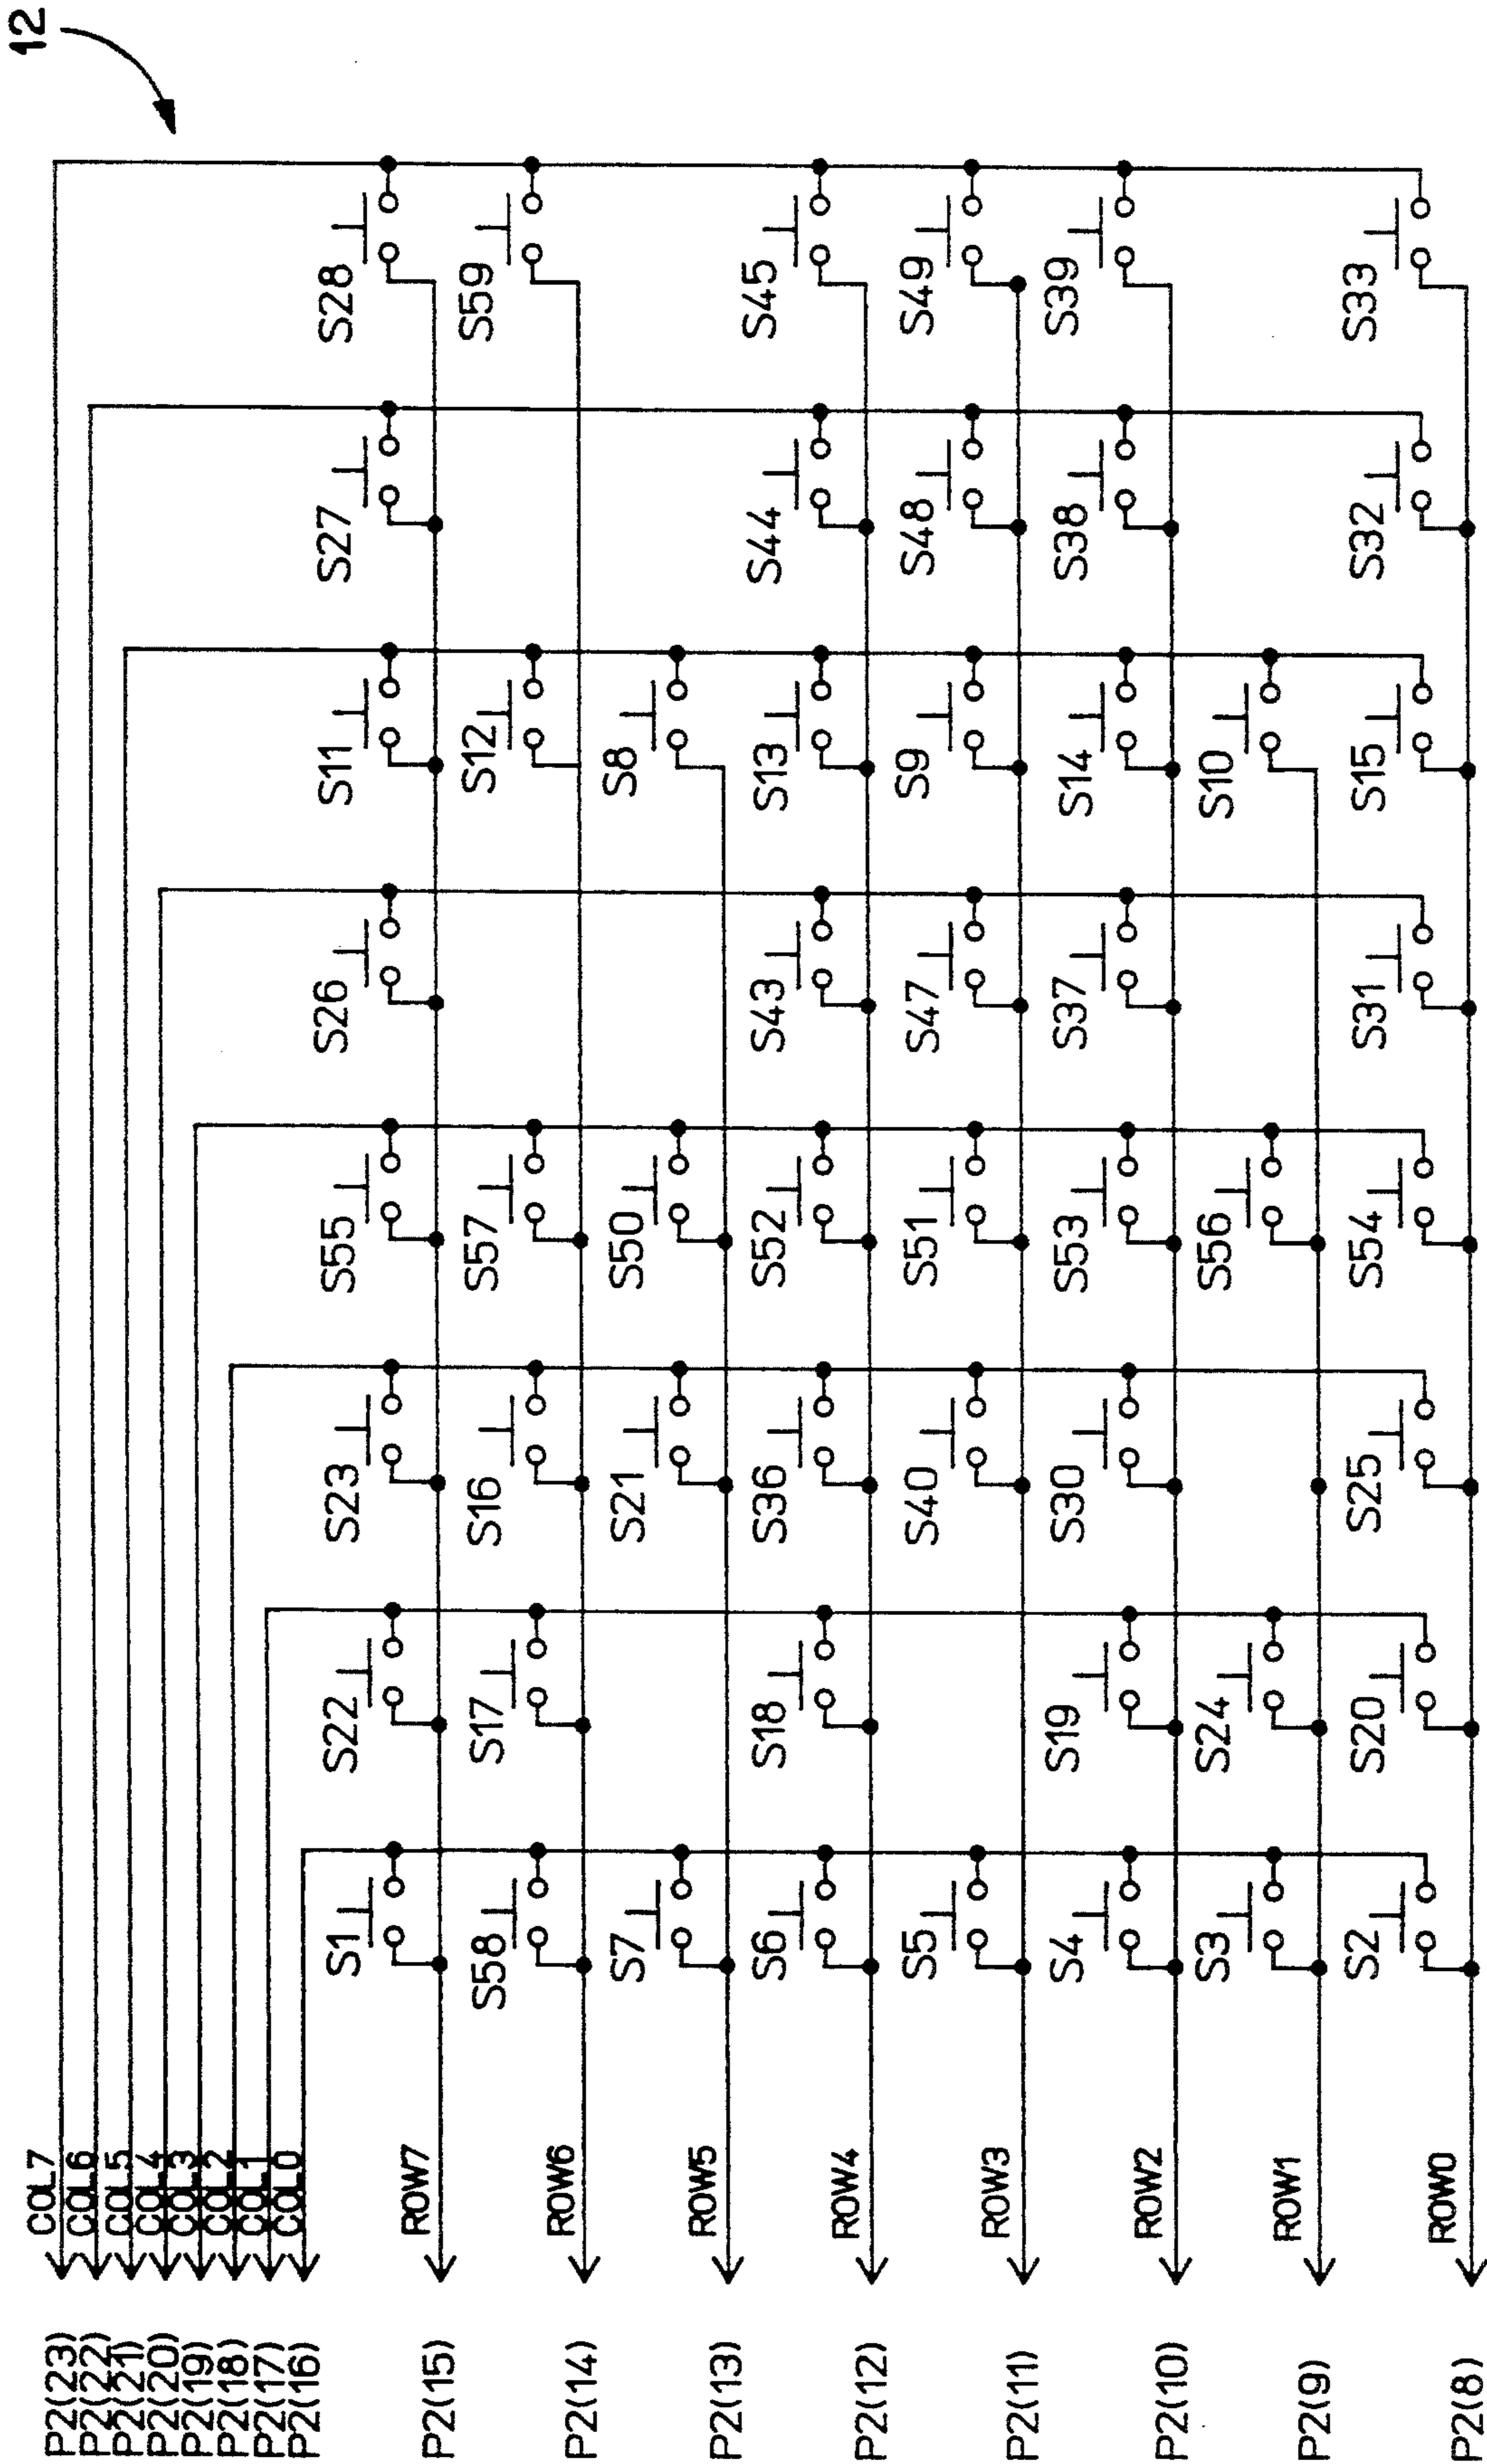 12
P2(23) COL7
P2(22) COL6
P2(21) COL5
P2(20) COL4
P2(19) COL3
P2(18) COL2
P2(17) COL1
P2(16) COL0
P2(15) ROW7 S1 S22 S23 S55 S26 S11 S27 S28
P2(14) ROW6 S58 S17 S16 S57 S12 S59
P2(13) ROW5 S7 S21 S50 S8
P2(12) ROW4 S6 S18 S36 S52 S43 S13 S44 S45
P2(11) ROW3 S5 S40 S51 S47 S9 S48 S49
P2(10) ROW2 S4 S19 S30 S53 S37 S14 S38 S39
P2(9) ROW1 S3 S24 S56 S10
P2(8) ROW0 S2 S20 S25 S54 S31 S15 S32 S33